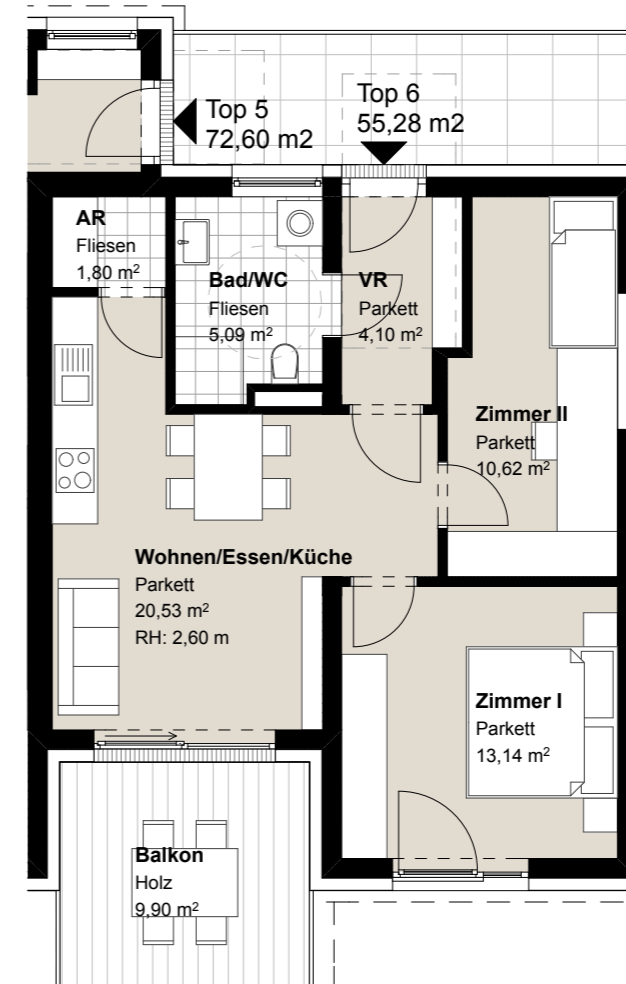 Top 5
72,60 m2
Top 6
55,28 m2
AR
Fliesen
1,80 m²
Bad/WC
Fliesen
5,09 m²
VR
Parkett
4,10 m²
Zimmer II
Parkett
10,62 m²
Wohnen/Essen/Küche
Parkett
20,53 m²
RH: 2,60 m
Zimmer I
Parkett
13,14 m²
Balkon
Holz
9,90 m²